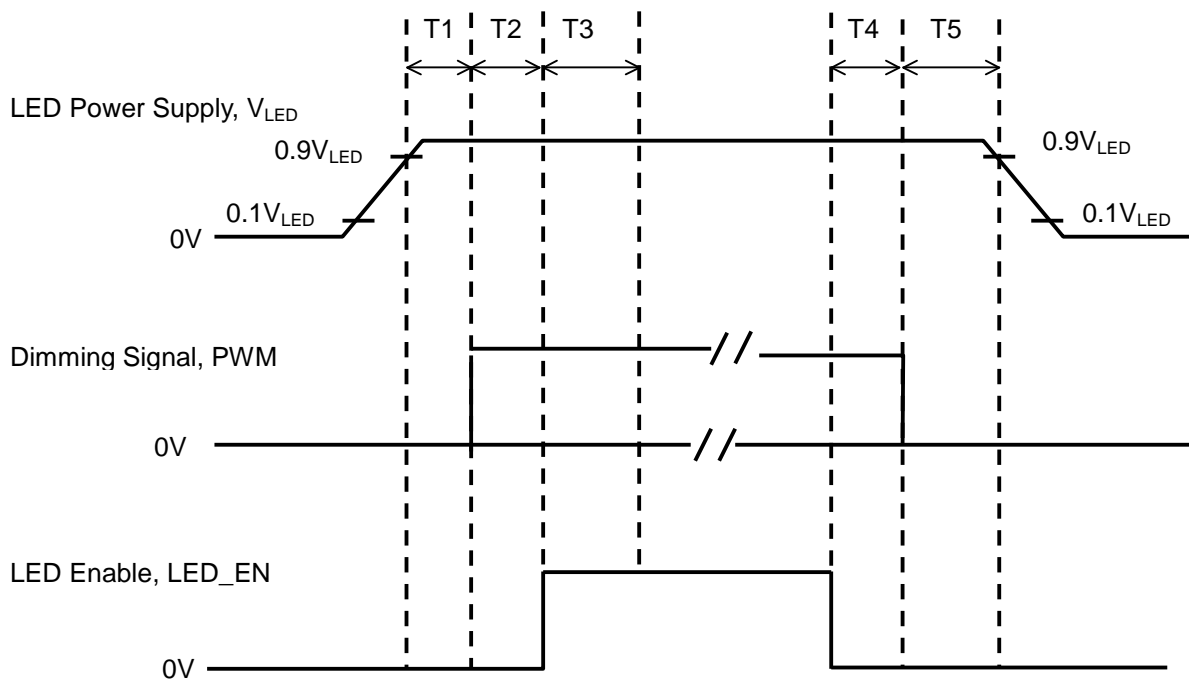 T1 T2 T3 T4 T5
LED Power Supply, VLED
0.9VLED 0.9VLED
0.1VLED 0.1VLED
0V
Dimming Signal, PWM
0V
LED Enable, LED_EN
0V